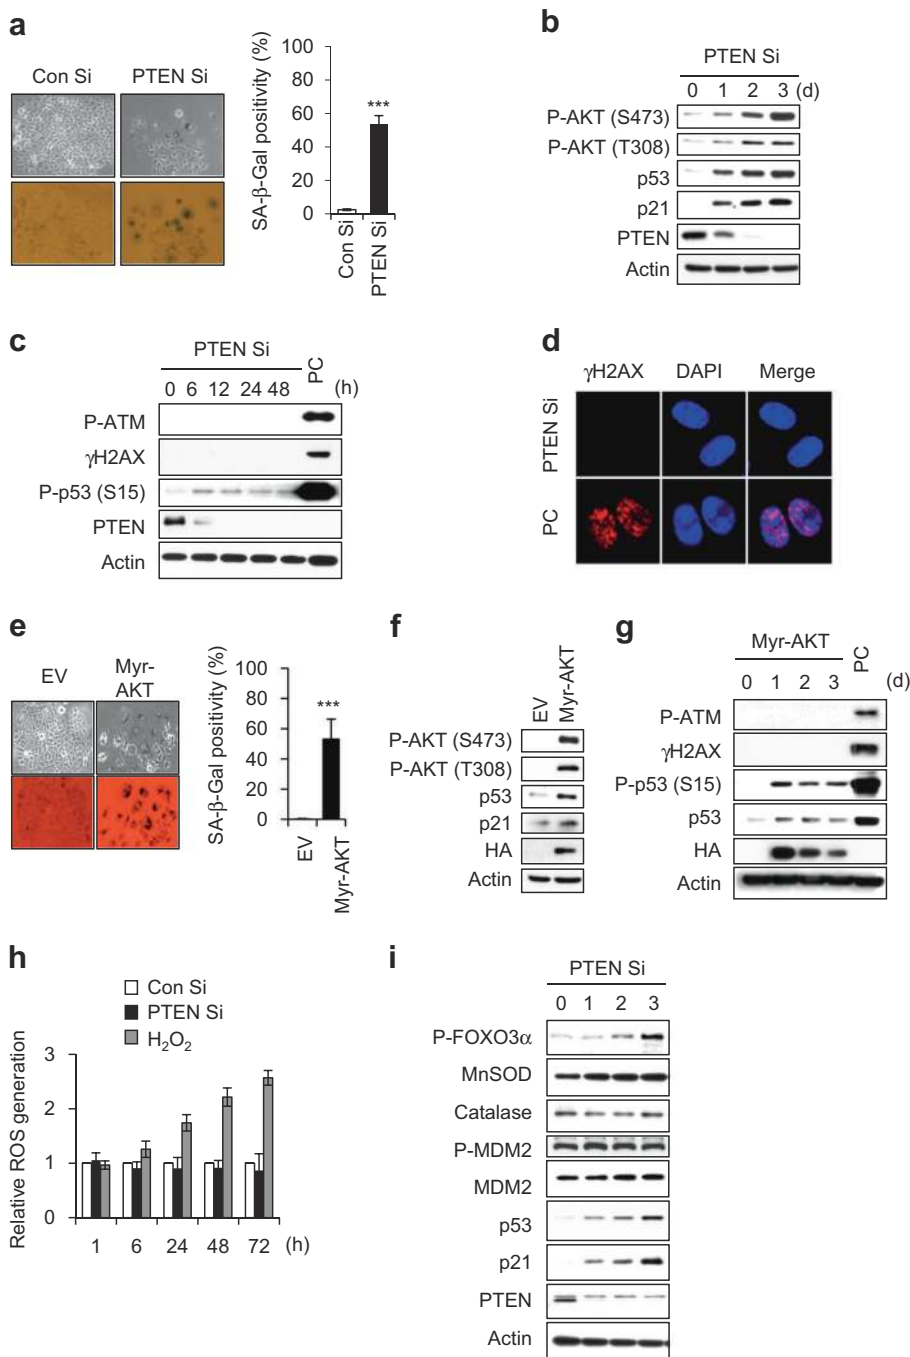 a
Con Si PTEN Si
SA-β-Gal positivity (%)
100
80
60
40
20
0
***
Con Si
PTEN Si
b
PTEN Si
0 1 2 3 (d)
P-AKT (S473)
P-AKT (T308)
p53
p21
PTEN
Actin
c
PTEN Si
PC
0 6 12 24 48 (h)
P-ATM
γH2AX
P-p53 (S15)
PTEN
Actin
d
γH2AX DAPI Merge
PTEN Si
PC
e
EV Myr-
AKT
SA-β-Gal positivity (%)
100
80
60
40
20
0
***
EV
Myr-AKT
f
EV
Myr-AKT
P-AKT (S473)
P-AKT (T308)
p53
p21
HA
Actin
g
Myr-AKT
PC
0 1 2 3 (d)
P-ATM
γH2AX
P-p53 (S15)
p53
HA
Actin
h
Con Si
PTEN Si
H₂O₂
Relative ROS generation
3
2
1
0
1 6 24 48 72 (h)
i
PTEN Si
0 1 2 3
P-FOXO3α
MnSOD
Catalase
P-MDM2
MDM2
p53
p21
PTEN
Actin